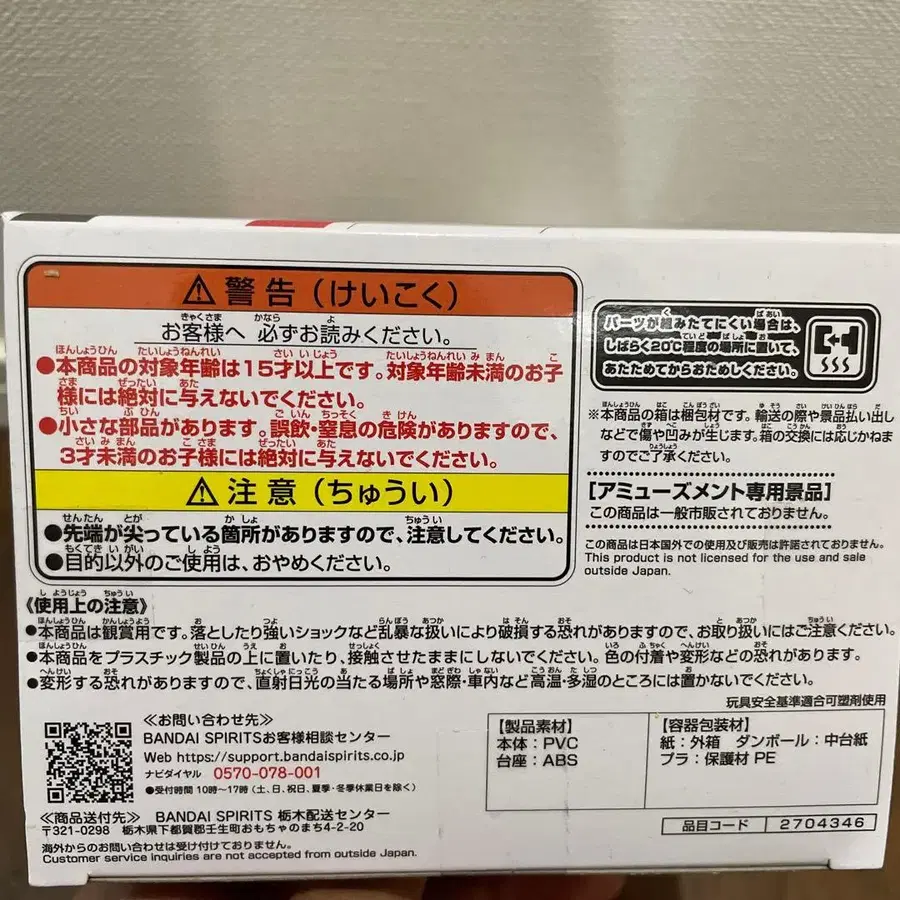 ⚠警告(けいこく)
お客様へ 必ずお読みください。
●本商品の対象年齢は15才以上です。対象年齢未満のお子
様には絶対に与えないでください。
●小さな部品があります。誤飲・窒息の危険がありますので、
3才未満のお子様には絶対に与えないでください。
⚠注意(ちゅうい)
●先端が尖っている箇所がありますので、注意してください。
●目的以外のご使用は、おやめください。
パーツが組みたてにくい場合は、
しばらく20℃程度の場所に置いて、
あたためてからおためしください。
※本商品の箱は梱包材です。輸送の際や景品払い出し
などで傷や凹みが生じます。箱の交換には応じかねま
すのでご了承ください。
【アミューズメント専用景品】
この商品は一般市販されておりません。
この商品は日本国外での使用及び販売は許諾されておりません。
This product is not licensed for the use and sale
outside Japan.
《使用上の注意》
●本商品は観賞用です。落としたり強いショックなど乱暴な扱いにより破損する恐れがありますので、お取り扱いにはご注意ください。
●本商品をプラスチック製品の上に置いたり、接触させたままにしないでください。色の付着や変形などの恐れがあります。
●変形する恐れがありますので、直射日光の当たる場所や窓際・車内など高温・多湿のところには置かないでください。
玩具安全基準適合可塑剤使用
≪お問い合わせ先≫
BANDAI SPIRITSお客様相談センター
Web https://support.bandaispirits.co.jp
ナビダイヤル 0570-078-001
●受付時間 10時〜17時(土、日、祝日、夏季・冬季休業日を除く)
≪商品送付先≫ BANDAI SPIRITS 栃木配送センター
〒321-0298 栃木県下都賀郡壬生町おもちゃのまち4-2-20
海外からのお問い合わせは受け付けておりません。
Customer service inquiries are not accepted from outside Japan.
【製品素材】
本体:PVC
台座:ABS
【容器包装材】
紙:外箱 ダンボール:中台紙
プラ:保護材 PE
品目コード 2704346